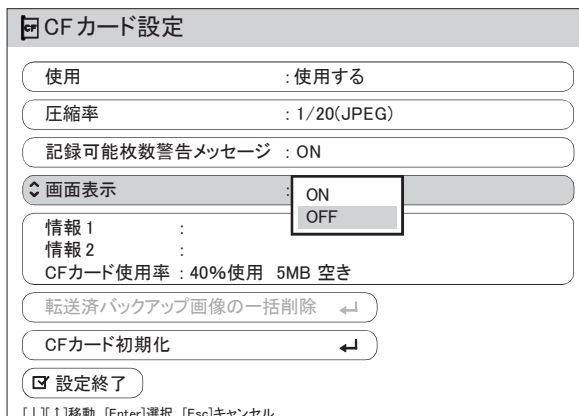 CF CFカード設定
使用 : 使用する
圧縮率 : 1/20(JPEG)
記録可能枚数警告メッセージ : ON
画面表示 : ON
OFF
情報1 :
情報2 :
CFカード使用率 : 40%使用 5MB 空き
転送済バックアップ画像の一括削除 ↵
CFカード初期化 ↵
設定終了
[↓][↑]移動 [Enter]選択 [Esc]キャンセル